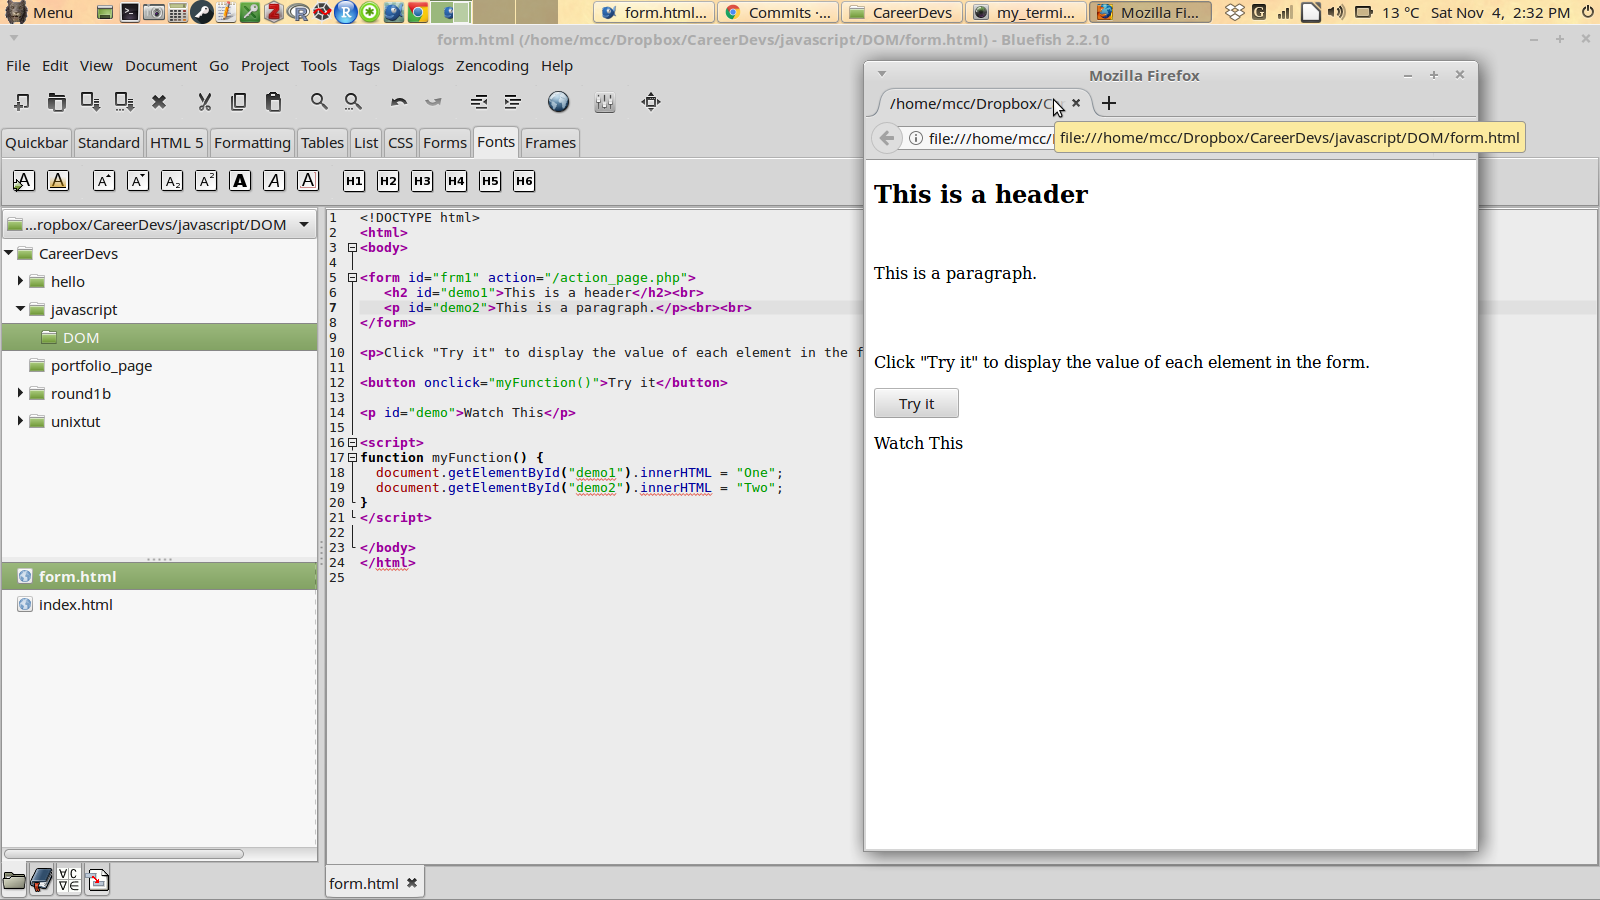 Menu
form.html...
Commits ·...
CareerDevs
my_termi...
Mozilla Fi...
13 °C
Sat Nov 4, 2:32 PM
form.html (/home/mcc/Dropbox/CareerDevs/javascript/DOM/form.html) - Bluefish 2.2.10
File Edit View Document Go Project Tools Tags Dialogs Zencoding Help
Quickbar Standard HTML 5 Formatting Tables List CSS Forms Fonts Frames
H1 H2 H3 H4 H5 H6
...ropbox/CareerDevs/javascript/DOM
CareerDevs
hello
javascript
DOM
portfolio_page
round1b
unixtut
form.html
index.html
1 <!DOCTYPE html>
2 <html>
3 <body>
4
5 <form id="frm1" action="/action_page.php">
6 <h2 id="demo1">This is a header</h2><br>
7 <p id="demo2">This is a paragraph.</p><br><br>
8 </form>
9
10 <p>Click "Try it" to display the value of each element in the f
11
12 <button onclick="myFunction()">Try it</button>
13
14 <p id="demo">Watch This</p>
15
16 <script>
17 function myFunction() {
18 document.getElementById("demo1").innerHTML = "One";
19 document.getElementById("demo2").innerHTML = "Two";
20 }
21 </script>
22
23 </body>
24 </html>
25
form.html
Mozilla Firefox
/home/mcc/Dropbox/C
file:///home/mcc/
file:///home/mcc/Dropbox/CareerDevs/javascript/DOM/form.html
This is a header
This is a paragraph.
Click "Try it" to display the value of each element in the form.
Try it
Watch This